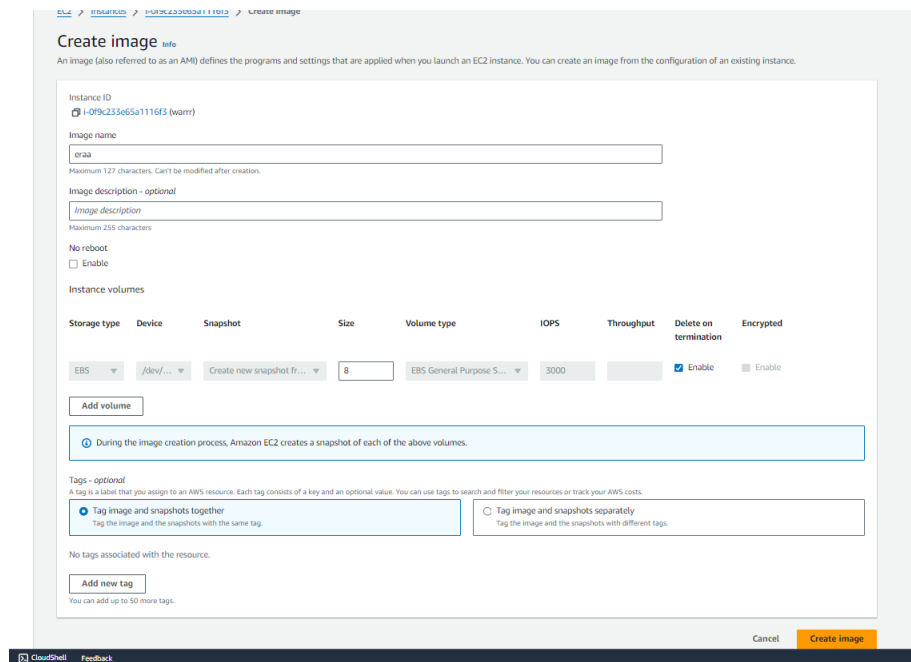 EC2 > Instances > i-0f9c233e65a1116f3 > Create image
Create image Info
An image (also referred to as an AMI) defines the programs and settings that are applied when you launch an EC2 instance. You can create an image from the configuration of an existing instance.
Instance ID
i-0f9c233e65a1116f3 (warrr)
Image name
eraa
Maximum 127 characters. Can't be modified after creation.
Image description - optional
Image description
Maximum 255 characters
No reboot
Enable
Instance volumes
Storage type Device Snapshot Size Volume type IOPS Throughput Delete on termination Encrypted
EBS /dev/... Create new snapshot fr... 8 EBS General Purpose S... 3000 Enable Enable
Add volume
During the image creation process, Amazon EC2 creates a snapshot of each of the above volumes.
Tags - optional
A tag is a label that you assign to an AWS resource. Each tag consists of a key and an optional value. You can use tags to search and filter your resources or track your AWS costs.
Tag image and snapshots together
Tag the image and the snapshots with the same tag.
Tag image and snapshots separately
Tag the image and the snapshots with different tags.
No tags associated with the resource.
Add new tag
You can add up to 50 more tags.
Cancel Create image
CloudShell Feedback